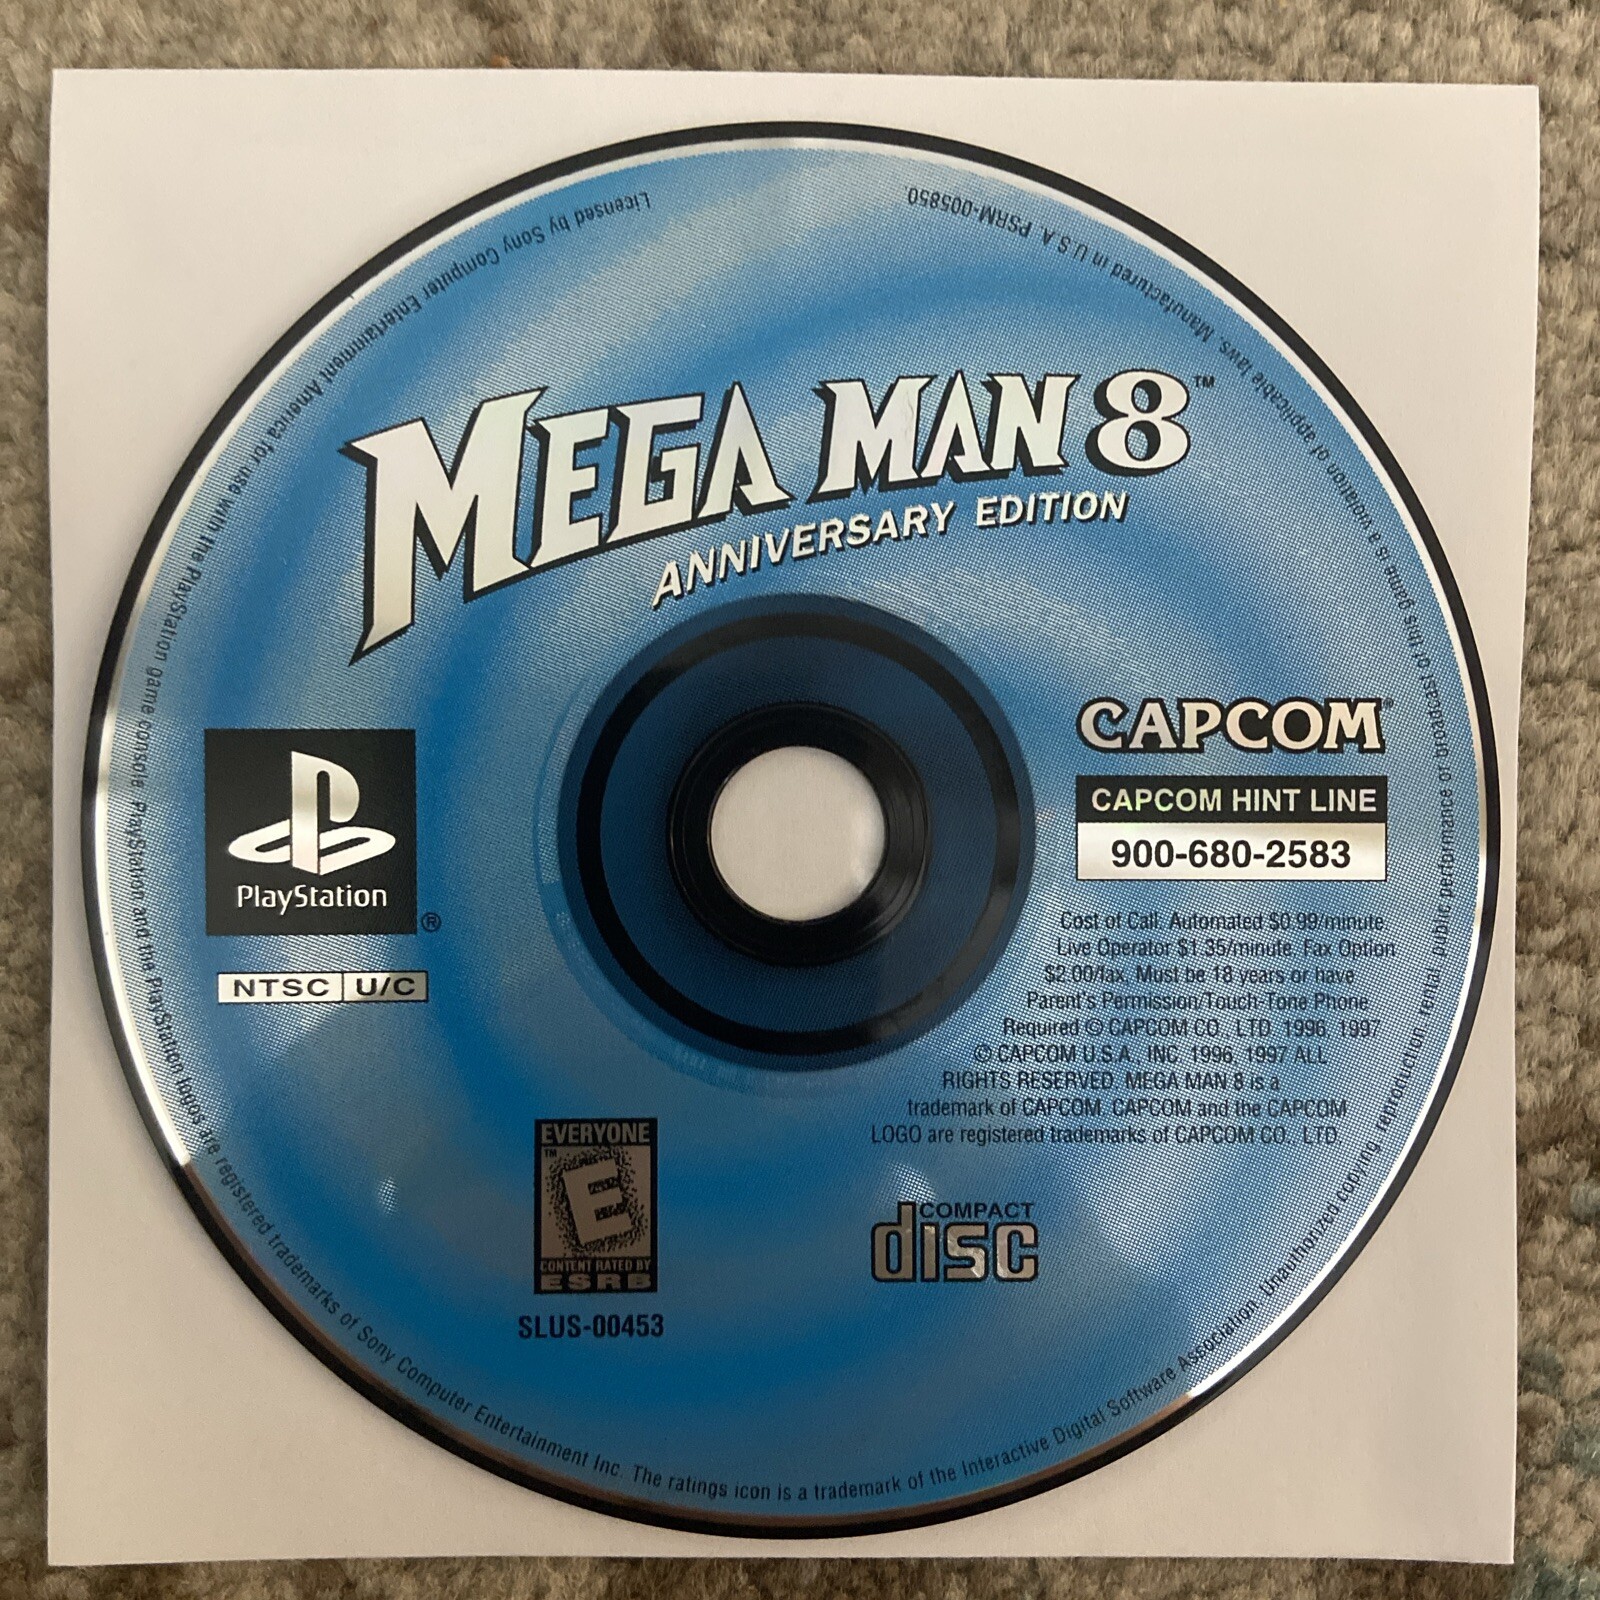 MEGA MAN 8™
ANNIVERSARY EDITION
CAPCOM®
CAPCOM HINT LINE
900-680-2583
PlayStation
®
NTSC U/C
Cost of Call. Automated $0.99/minute.
Live Operator $1.35/minute. Fax Option
$2.00/fax. Must be 18 years or have
Parent's Permission/Touch-Tone Phone
Required © CAPCOM CO., LTD. 1996, 1997
© CAPCOM U.S.A., INC. 1996, 1997 ALL
RIGHTS RESERVED. MEGA MAN 8 is a
trademark of CAPCOM. CAPCOM and the CAPCOM
LOGO are registered trademarks of CAPCOM CO., LTD.
EVERYONE
™
E
CONTENT RATED BY
ESRB
SLUS-00453
COMPACT
disc
Licensed by Sony Computer Entertainment America for use with the PlayStation game console. PlayStation and the PlayStation logos are registered trademarks of Sony Computer Entertainment Inc. The ratings icon is a trademark of the Interactive Digital Software Association. Unauthorized copying, reproduction, rental, public performance or broadcast of this game is a violation of applicable laws. Manufactured in U.S.A. PSRM-005850.